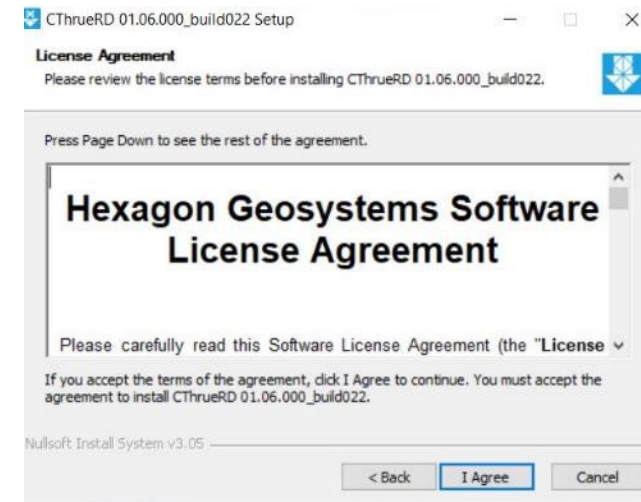 CThrueRD 01.06.000_build022 Setup
License Agreement
Please review the license terms before installing CThrueRD 01.06.000_build022.
Press Page Down to see the rest of the agreement.
Hexagon Geosystems Software
License Agreement
Please carefully read this Software License Agreement (the "License
If you accept the terms of the agreement, click I Agree to continue. You must accept the
agreement to install CThrueRD 01.06.000_build022.
Nullsoft Install System v3.05
< Back I Agree Cancel